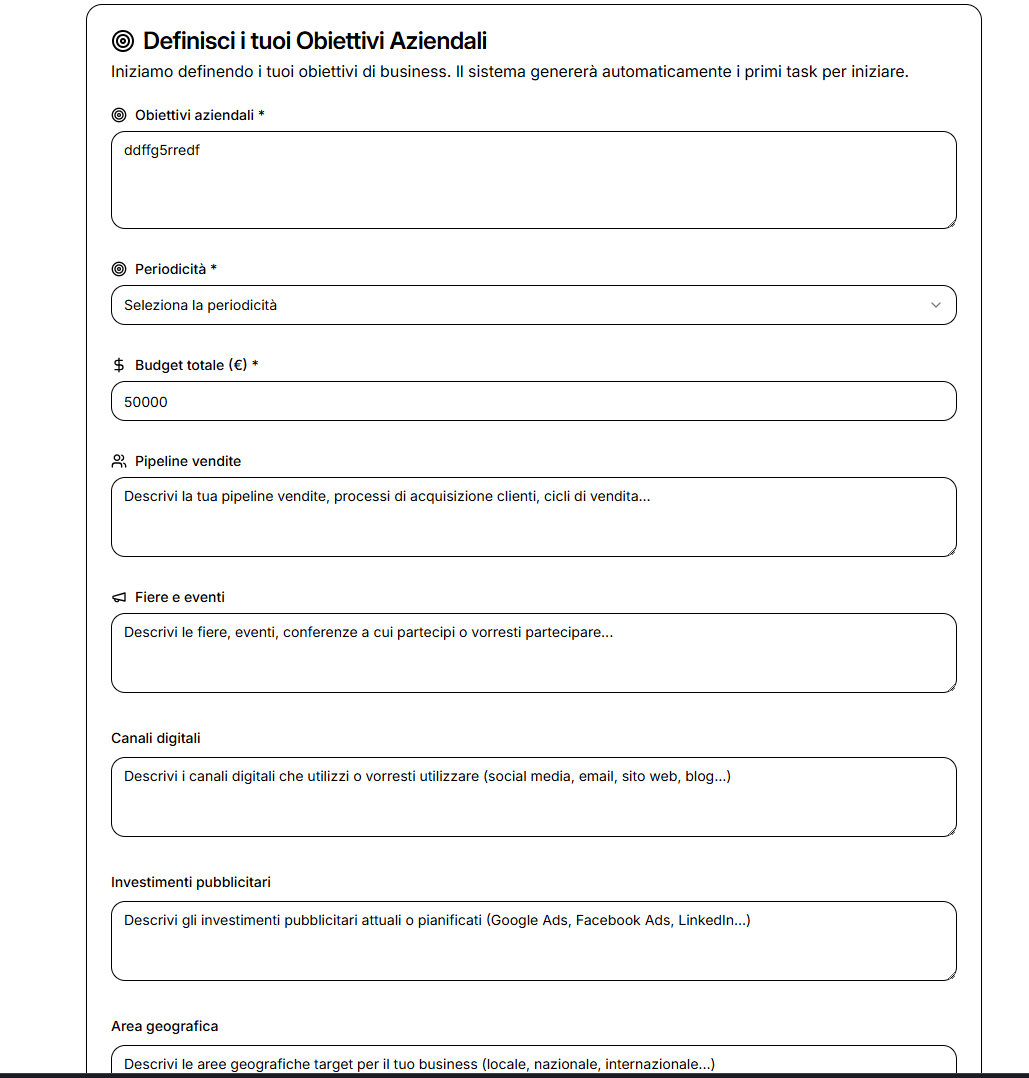 Definisci i tuoi Obiettivi Aziendali
Iniziamo definendo i tuoi obiettivi di business. Il sistema genererà automaticamente i primi task per iniziare.
Obiettivi aziendali *
ddffg5rredf
Periodicità *
Seleziona la periodicità
Budget totale (€) *
50000
Pipeline vendite
Descrivi la tua pipeline vendite, processi di acquisizione clienti, cicli di vendita...
Fiere e eventi
Descrivi le fiere, eventi, conferenze a cui partecipi o vorresti partecipare...
Canali digitali
Descrivi i canali digitali che utilizzi o vorresti utilizzare (social media, email, sito web, blog...)
Investimenti pubblicitari
Descrivi gli investimenti pubblicitari attuali o pianificati (Google Ads, Facebook Ads, LinkedIn...)
Area geografica
Descrivi le aree geografiche target per il tuo business (locale, nazionale, internazionale...)